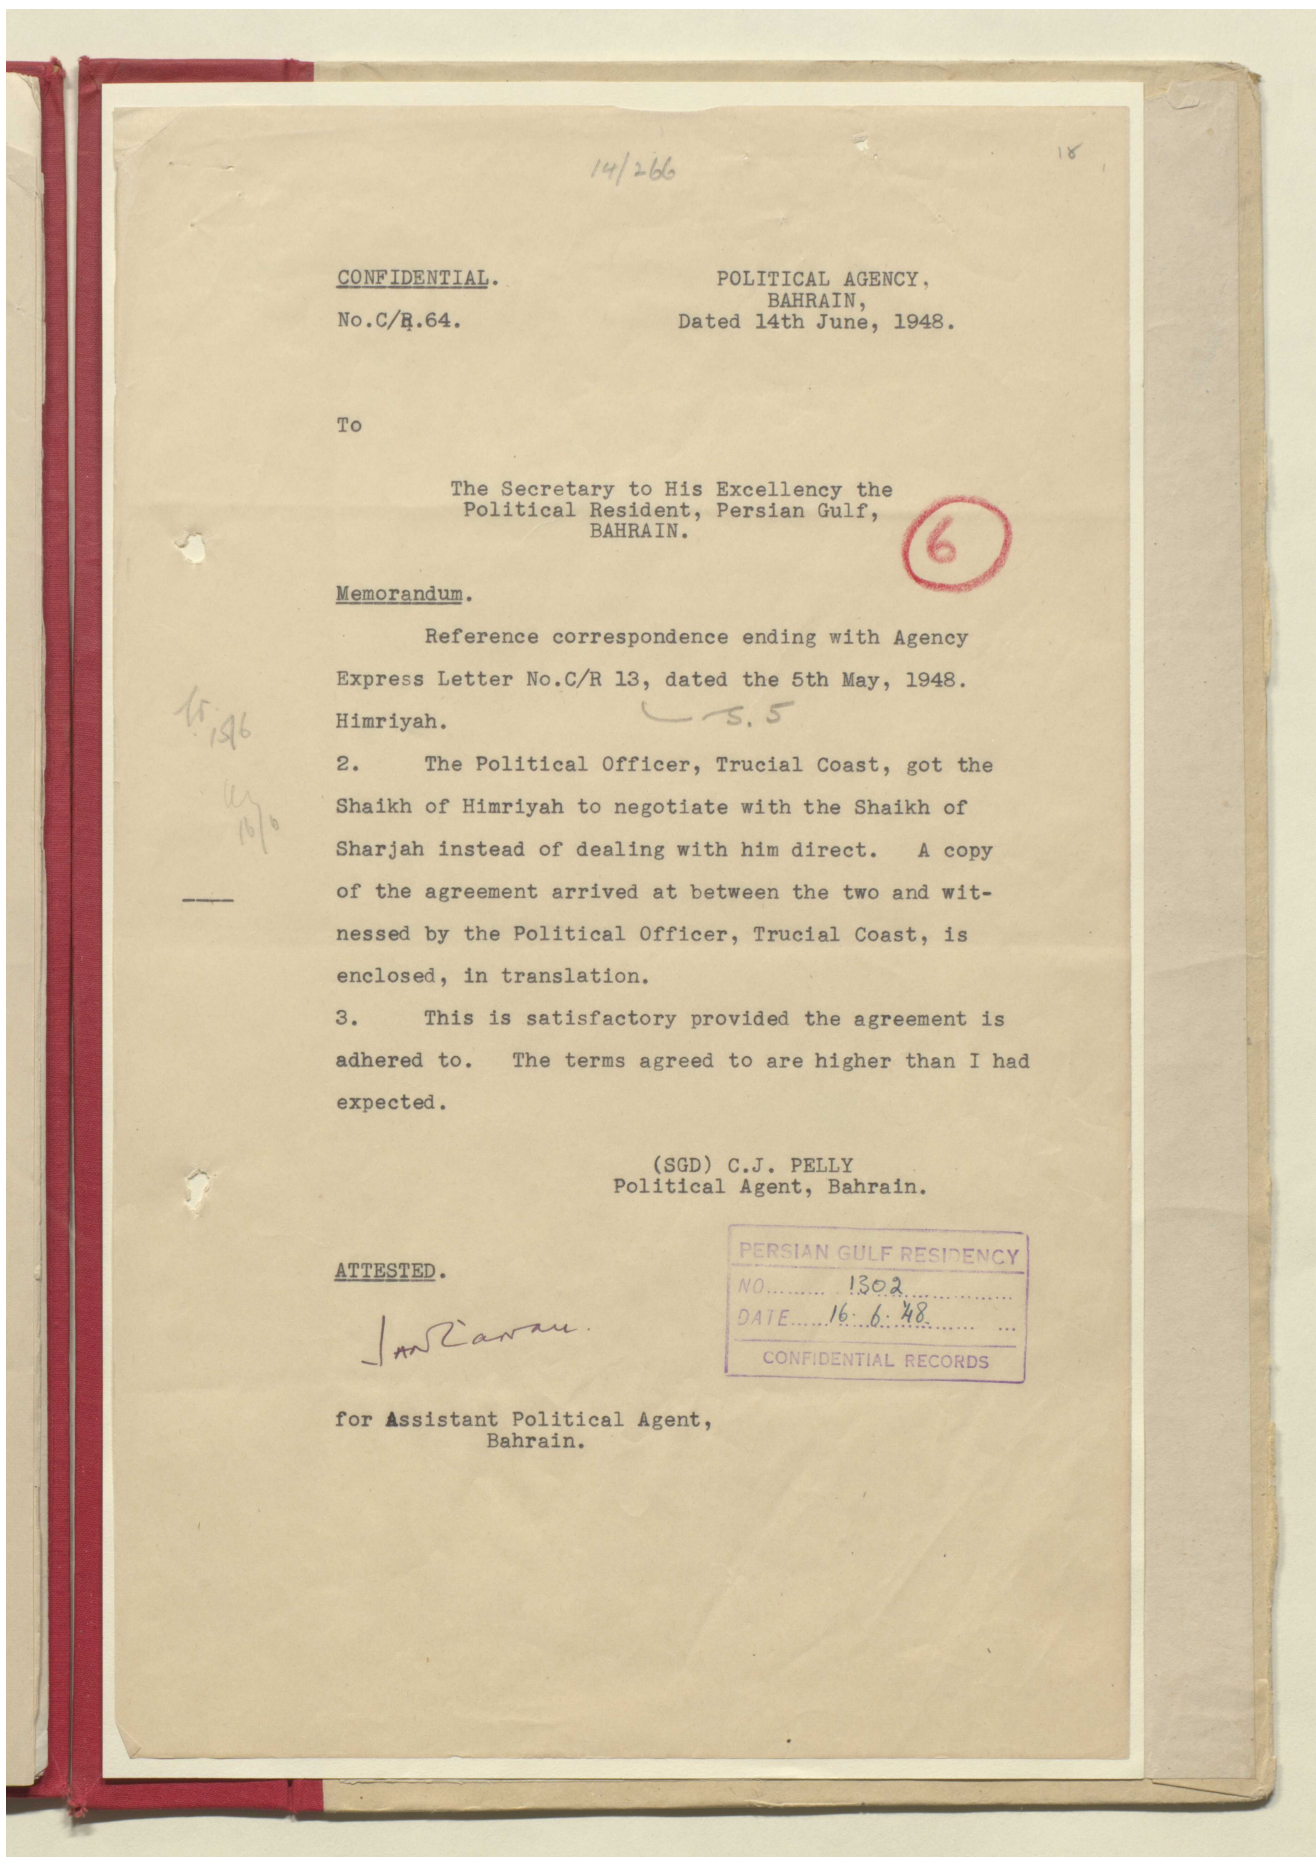 14/266
18
CONFIDENTIAL.
POLITICAL AGENCY,
BAHRAIN,
No.C/R.64.
Dated 14th June, 1948.
To
The Secretary to His Excellency the
Political Resident, Persian Gulf,
BAHRAIN.
6
Memorandum.
Reference correspondence ending with Agency
Express Letter No.C/R 13, dated the 5th May, 1948.
S. 5
Himriyah.
15/6
2. The Political Officer, Trucial Coast, got the
Shaikh of Himriyah to negotiate with the Shaikh of
16/6
Sharjah instead of dealing with him direct. A copy
of the agreement arrived at between the two and wit-
nessed by the Political Officer, Trucial Coast, is
enclosed, in translation.
3. This is satisfactory provided the agreement is
adhered to. The terms agreed to are higher than I had
expected.
(SGD) C.J. PELLY
Political Agent, Bahrain.
PERSIAN GULF RESIDENCY
NO. 1302
DATE 16. 6. '48.
CONFIDENTIAL RECORDS
ATTESTED.
for Assistant Political Agent,
Bahrain.